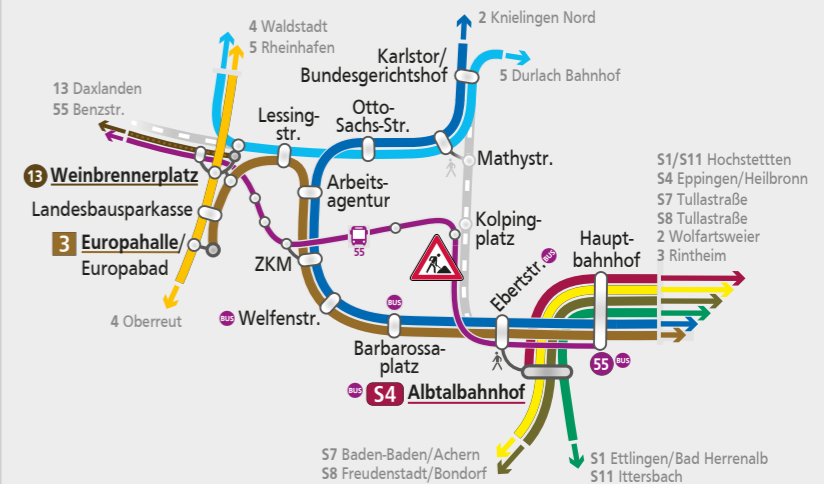 2 Knielingen Nord
4 Waldstadt
5 Rheinhafen
Karlstor/
Bundesgerichtshof
5 Durlach Bahnhof
13 Daxlanden
55 Benzstr.
Lessing-
str.
Otto-
Sachs-Str.
Mathystr.
13 Weinbrennerplatz
Arbeits-
agentur
S1/S11 Hochstettten
S4 Eppingen/Heilbronn
S7 Tullastraße
S8 Tullastraße
2 Wolfartsweier
3 Rintheim
Landesbausparkasse
Kolping-
platz
3 Europahalle/
Europabad
55
ZKM
Haupt-
bahnhof
Ebertstr.
BUS
4 Oberreut
BUS Welfenstr.
BUS
Barbarossa-
platz
55 BUS
BUS S4 Albtalbahnhof
S7 Baden-Baden/Achern
S8 Freudenstadt/Bondorf
S1 Ettlingen/Bad Herrenalb
S11 Ittersbach